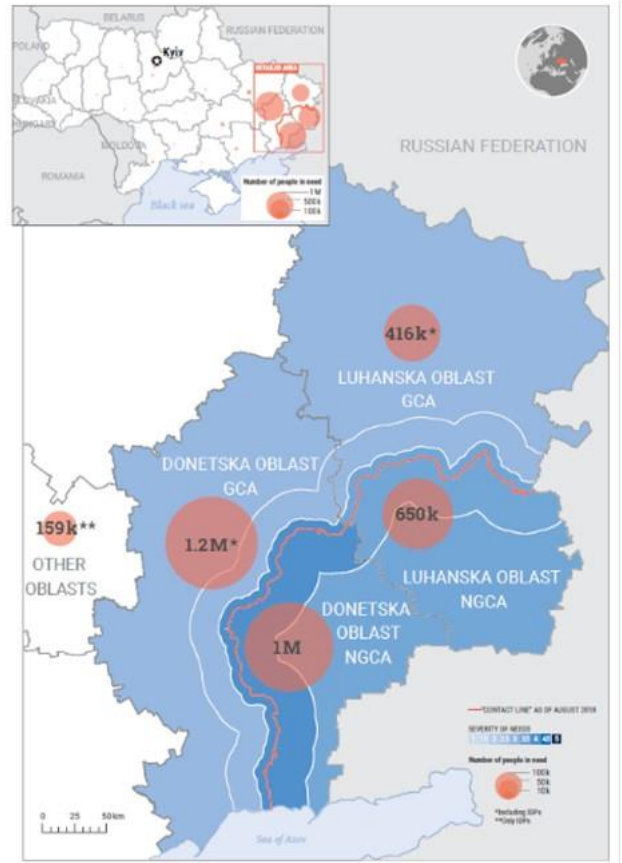 BELARUS
RUSSIAN FEDERATION
POLAND
Kyiv
DETAILED AREA
SLOVAKIA
HUNGARY
MOLDOVA
ROMANIA
Black sea
Number of people in need
1M
500k
100k
RUSSIAN FEDERATION
416k*
LUHANSKA OBLAST
GCA
DONETSKA OBLAST
GCA
159k**
1.2M*
650k
OTHER
OBLASTS
LUHANSKA OBLAST
NGCA
DONETSKA
OBLAST
NGCA
1M
"CONTACT LINE" AS OF AUGUST 2018
SEVERITY OF NEEDS
Number of people in need
100k
50k
10k
*Including IDPs
**Only IDPs
0 25 50km
Sea of Azov